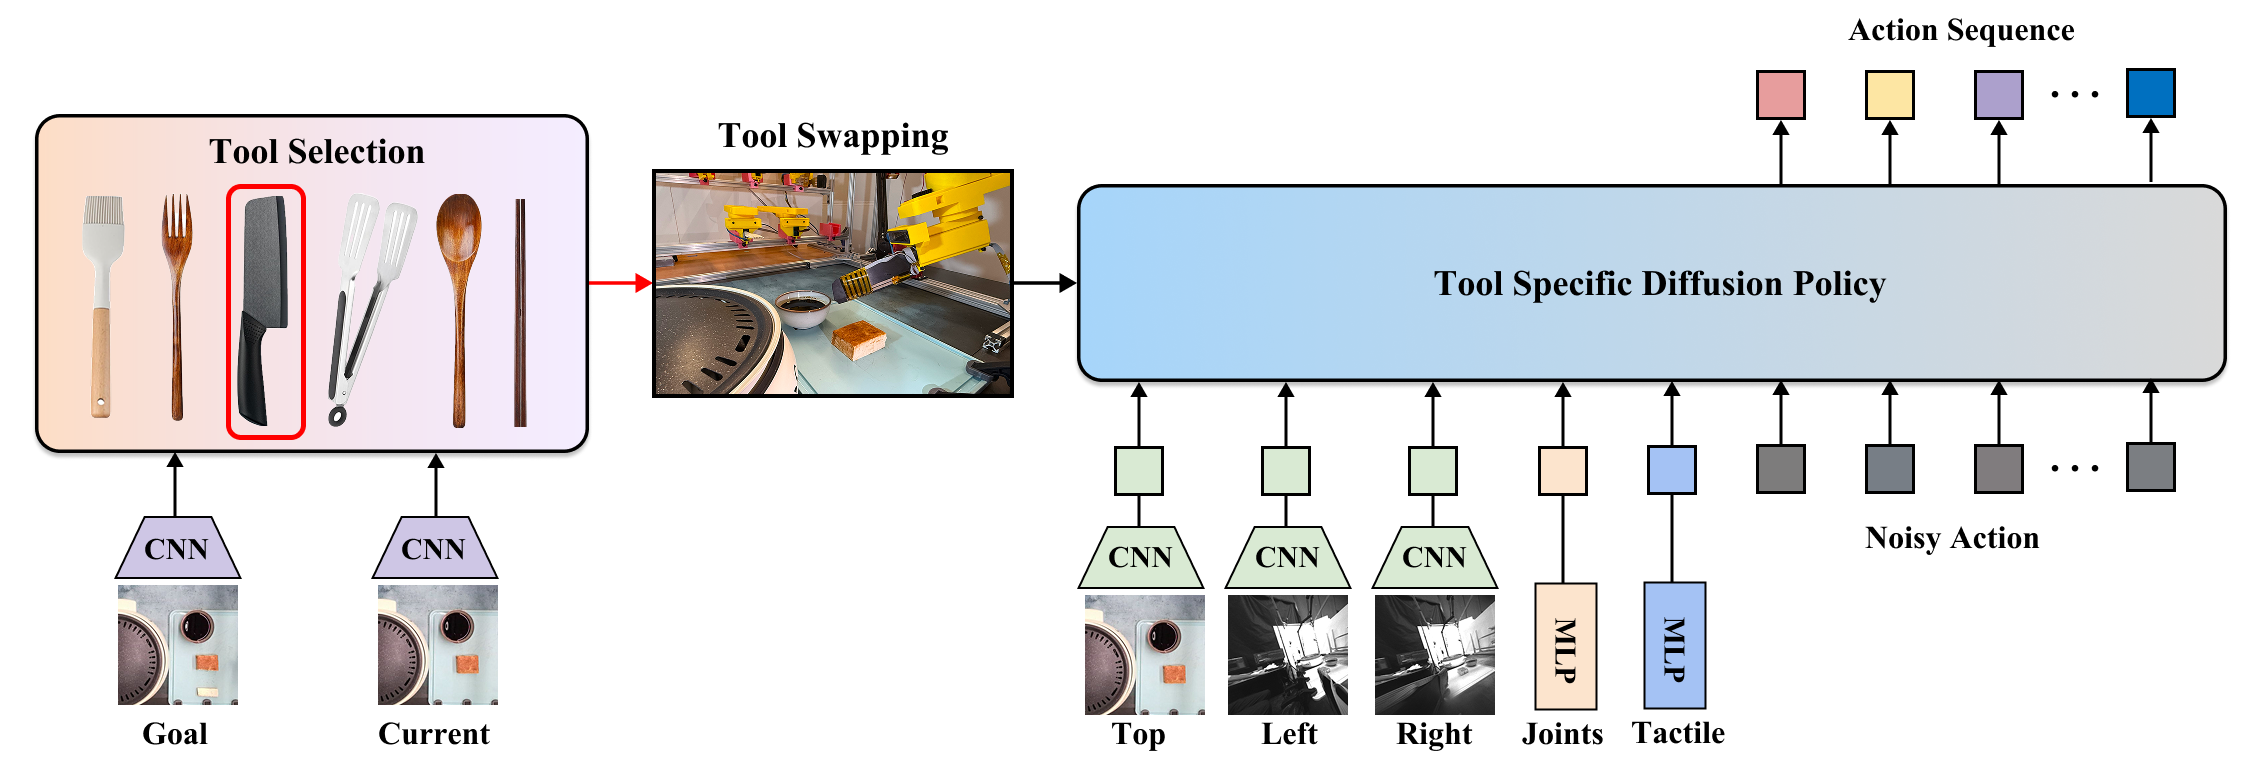 Action Sequence
Tool Selection
Tool Swapping
Tool Specific Diffusion Policy
CNN
CNN
CNN
CNN
CNN
MLP
MLP
Noisy Action
Goal
Current
Top
Left
Right
Joints
Tactile